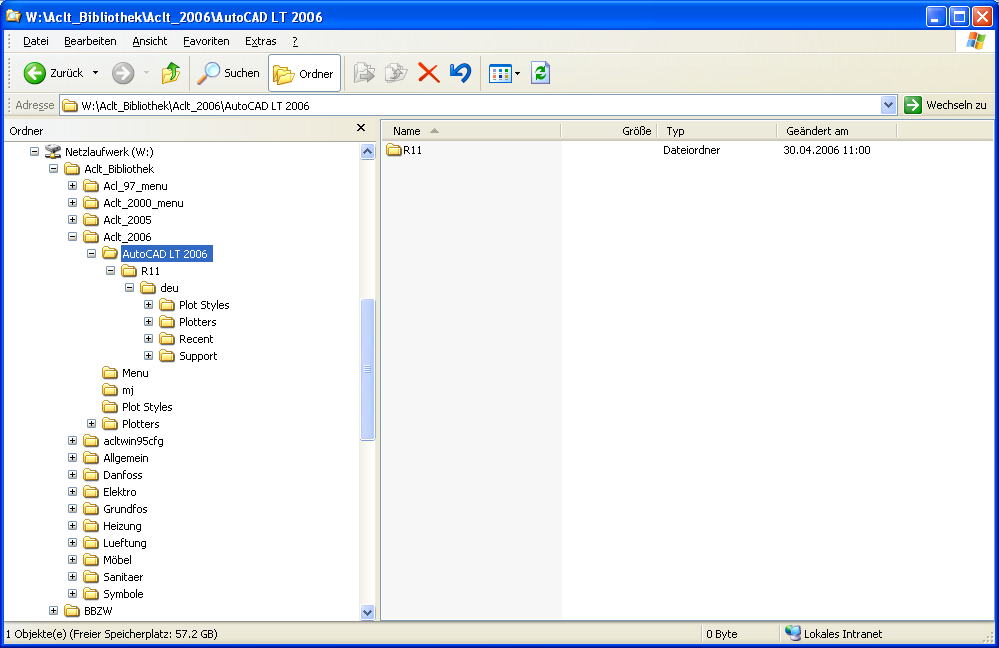 W:\Aclt_Bibliothek\Aclt_2006\AutoCAD LT 2006
Datei Bearbeiten Ansicht Favoriten Extras ?
Zurück Suchen Ordner
Adresse W:\Aclt_Bibliothek\Aclt_2006\AutoCAD LT 2006 Wechseln zu
Ordner
Netzlaufwerk (W:)
Aclt_Bibliothek
Acl_97_menu
Aclt_2000_menu
Aclt_2005
Aclt_2006
AutoCAD LT 2006
R11
deu
Plot Styles
Plotters
Recent
Support
Menu
mj
Plot Styles
Plotters
acltwin95cfg
Allgemein
Danfoss
Elektro
Grundfos
Heizung
Lueftung
Möbel
Sanitaer
Symbole
BBZW
Name Größe Typ Geändert am
R11 Dateiordner 30.04.2006 11:00
1 Objekte(e) (Freier Speicherplatz: 57.2 GB) 0 Byte Lokales Intranet